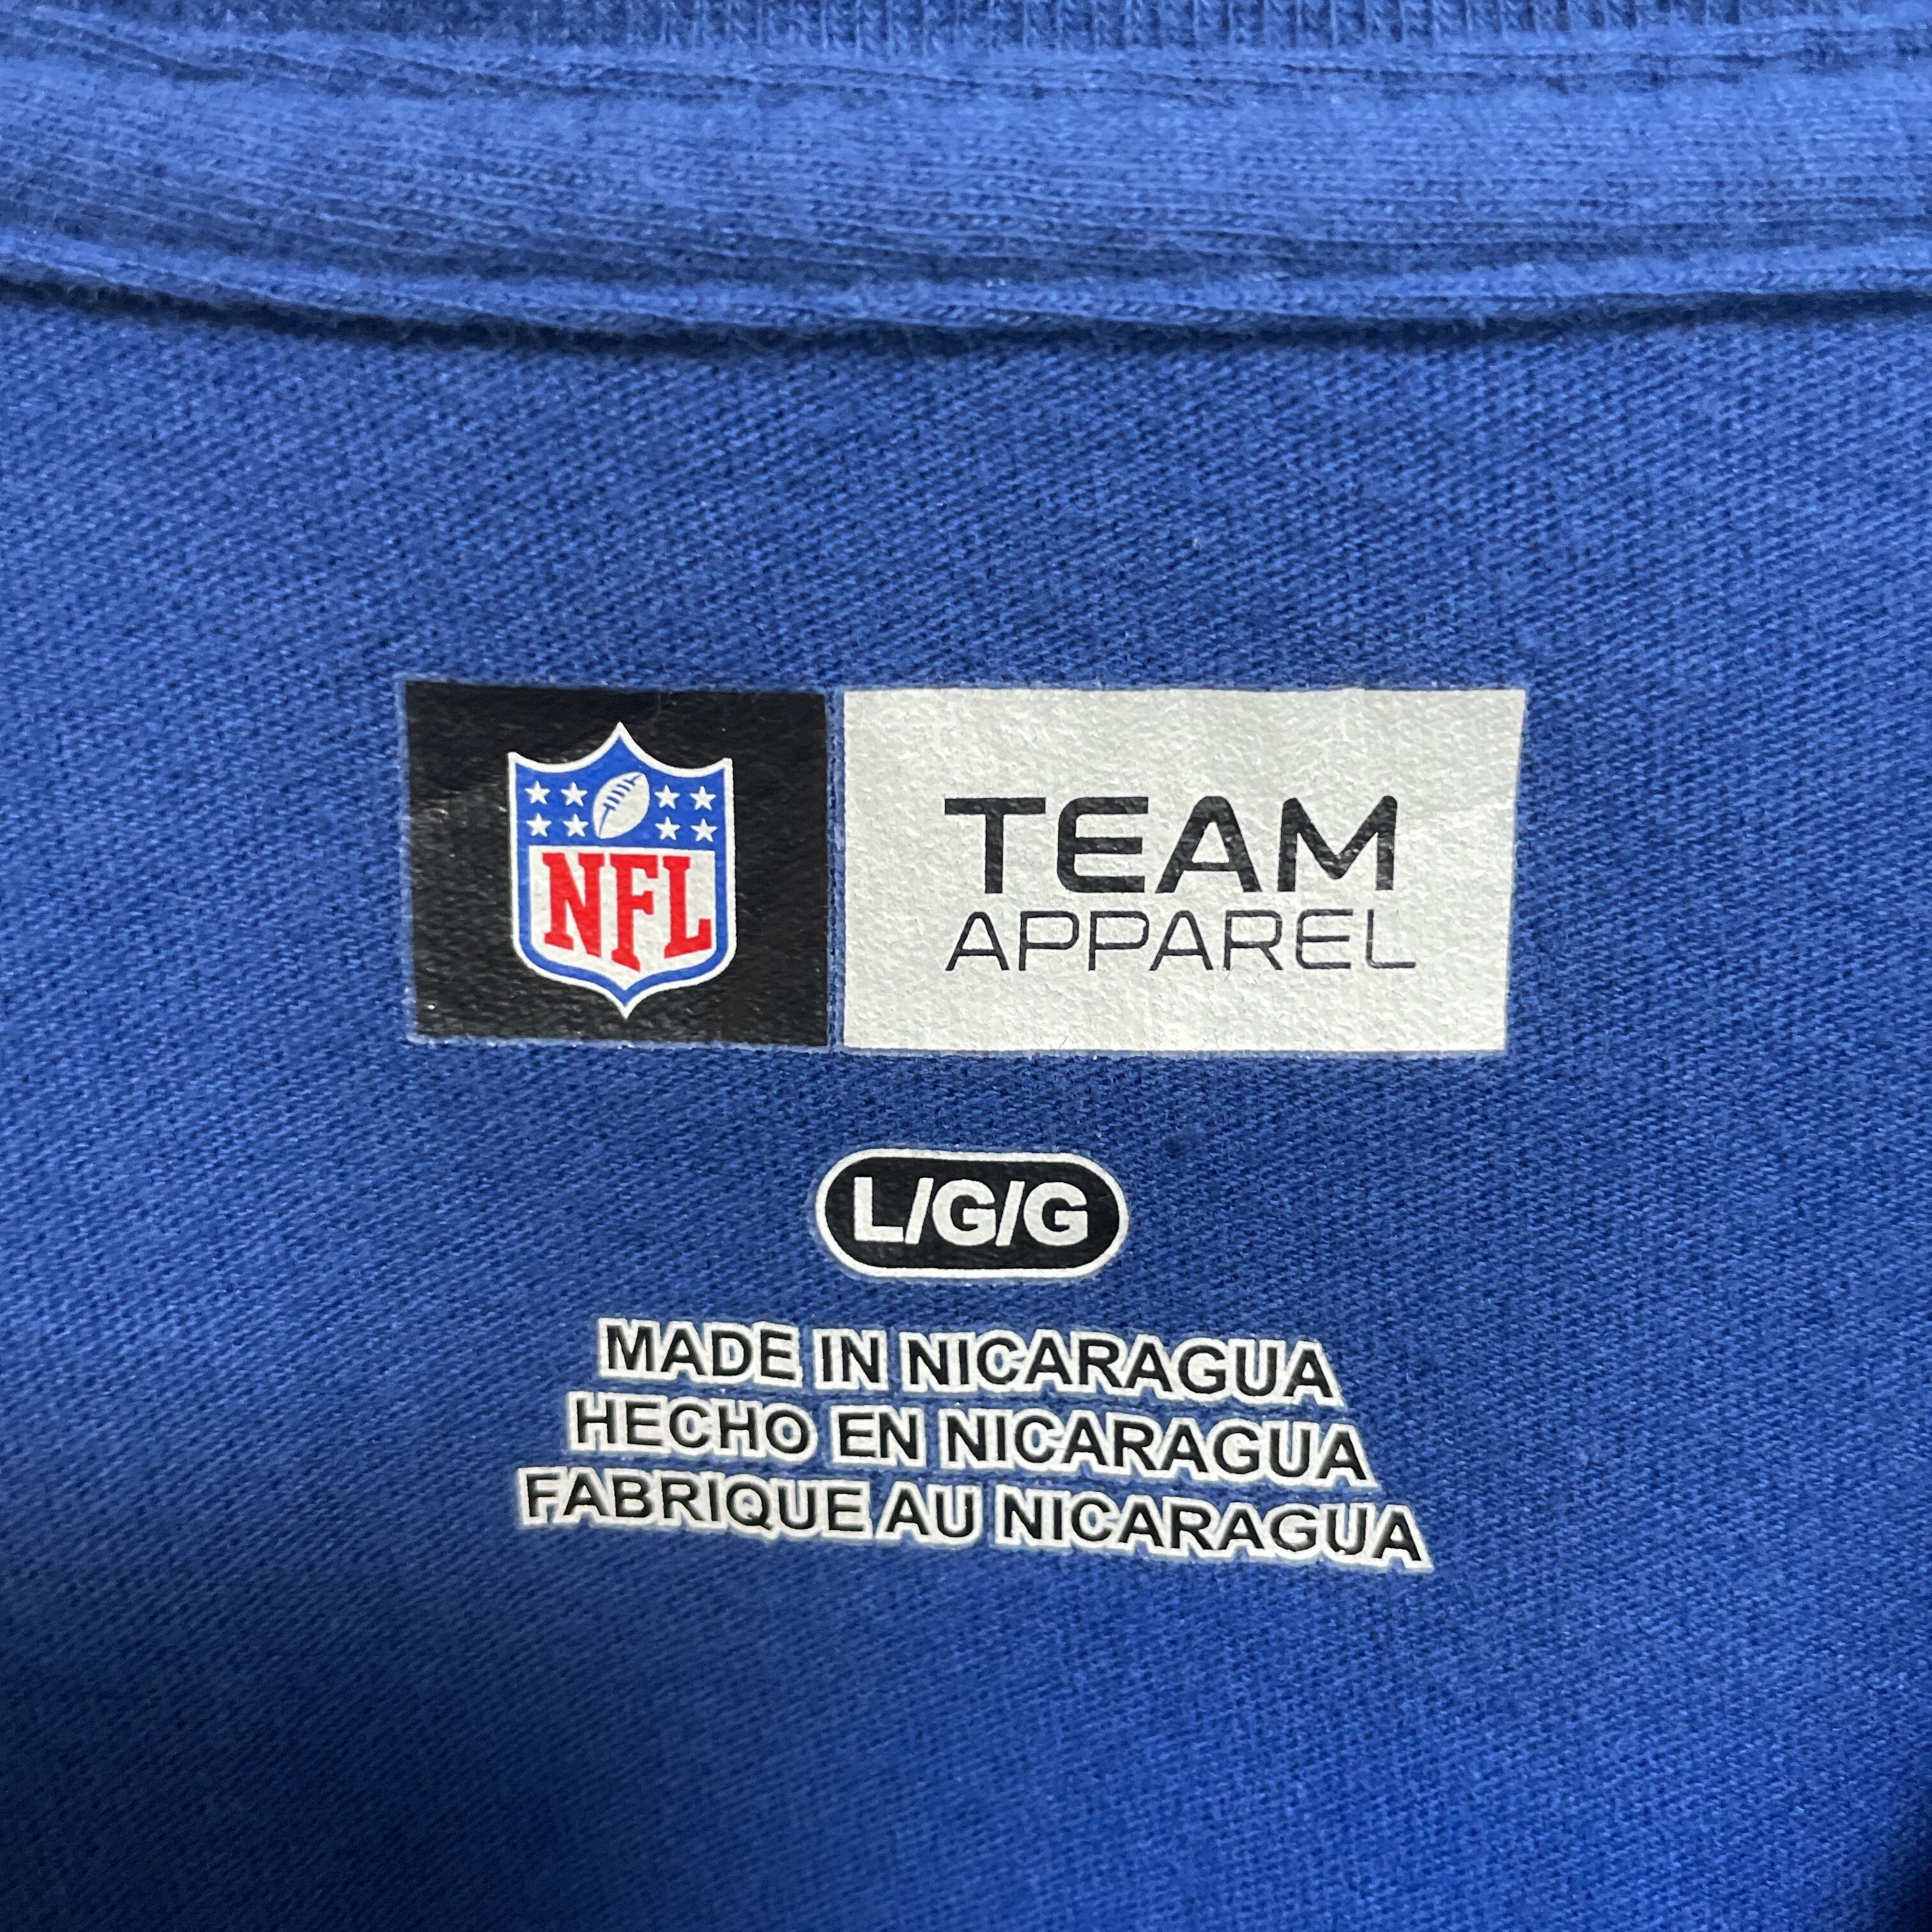 NFL
TEAM
APPAREL
L/G/G
MADE IN NICARAGUA
HECHO EN NICARAGUA
FABRIQUE AU NICARAGUA